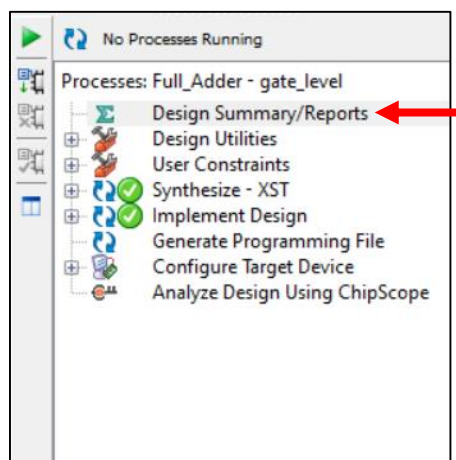 No Processes Running
Processes: Full_Adder - gate_level
Design Summary/Reports
Design Utilities
User Constraints
Synthesize - XST
Implement Design
Generate Programming File
Configure Target Device
Analyze Design Using ChipScope